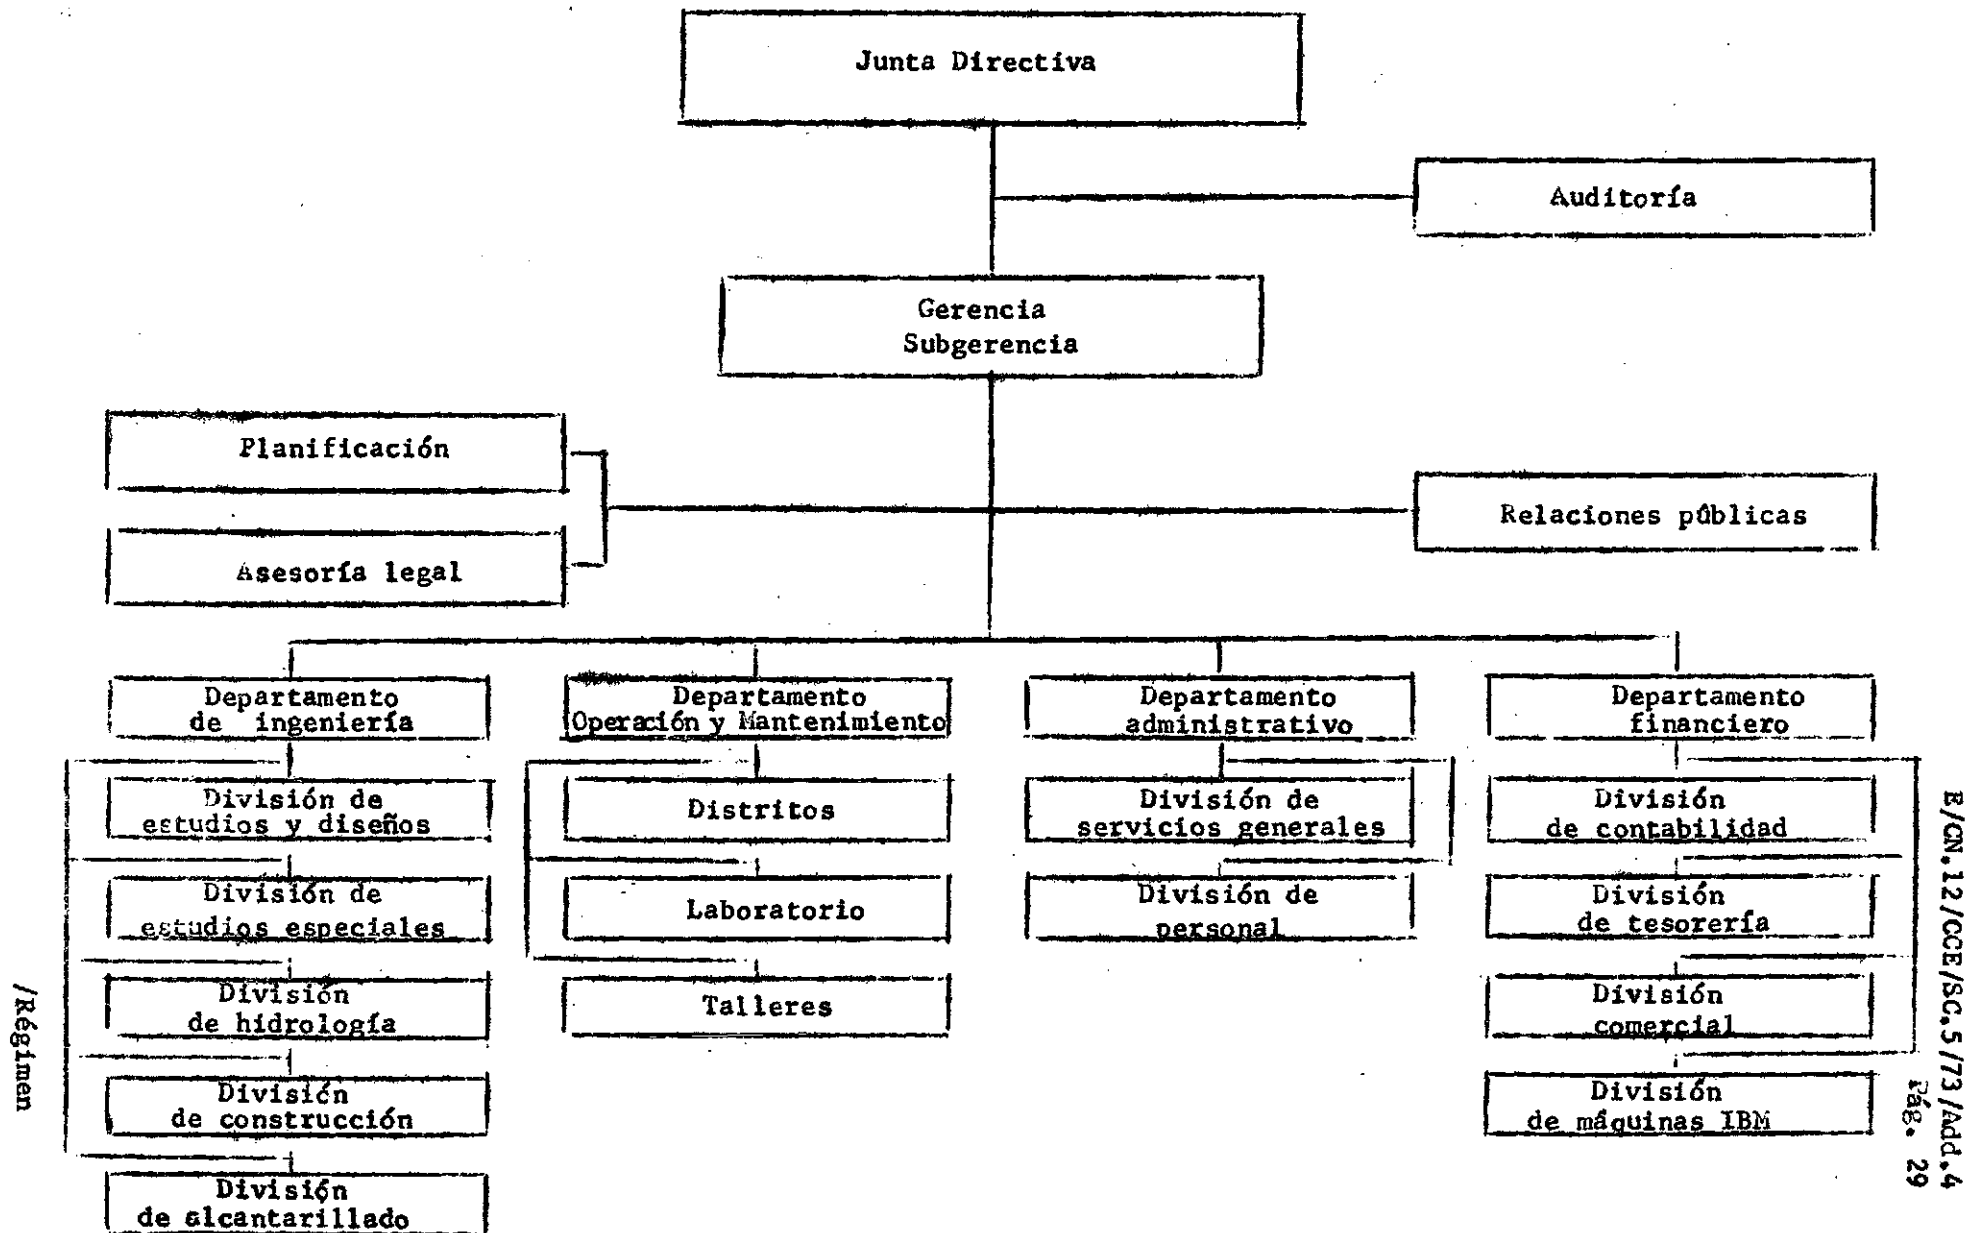 Junta Directiva
Auditoría
Gerencia
Subgerencia
Planificación
Asesoría legal
Relaciones públicas
Departamento
de ingeniería
División de
estudios y diseños
División de
estudios especiales
División
de hidrología
División
de construcción
División
de alcantarillado
Departamento
Operación y Mantenimiento
Distritos
Laboratorio
Talleres
Departamento
administrativo
División de
servicios generales
División de
personal
Departamento
financiero
División
de contabilidad
División
de tesorería
División
comercial
División
de máquinas IBM
E/CN.12/CCE/SC.5/73/Add.4
Pág. 29
/Régimen